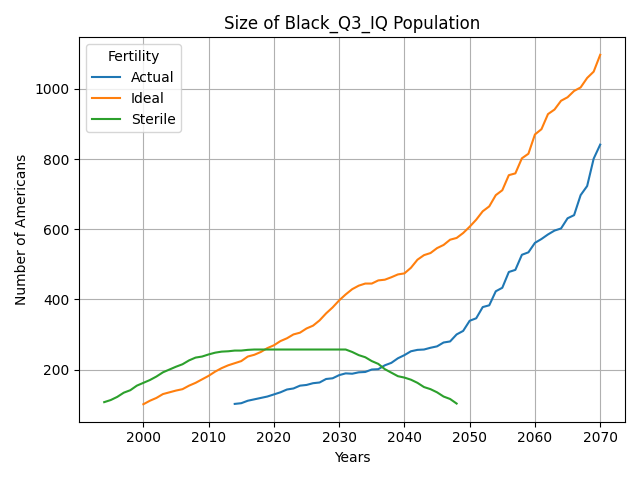 Size of Black_Q3_IQ Population
Fertility
Actual
Ideal
Sterile
Number of Americans
1000
800
600
400
200
2000 2010 2020 2030 2040 2050 2060 2070
Years